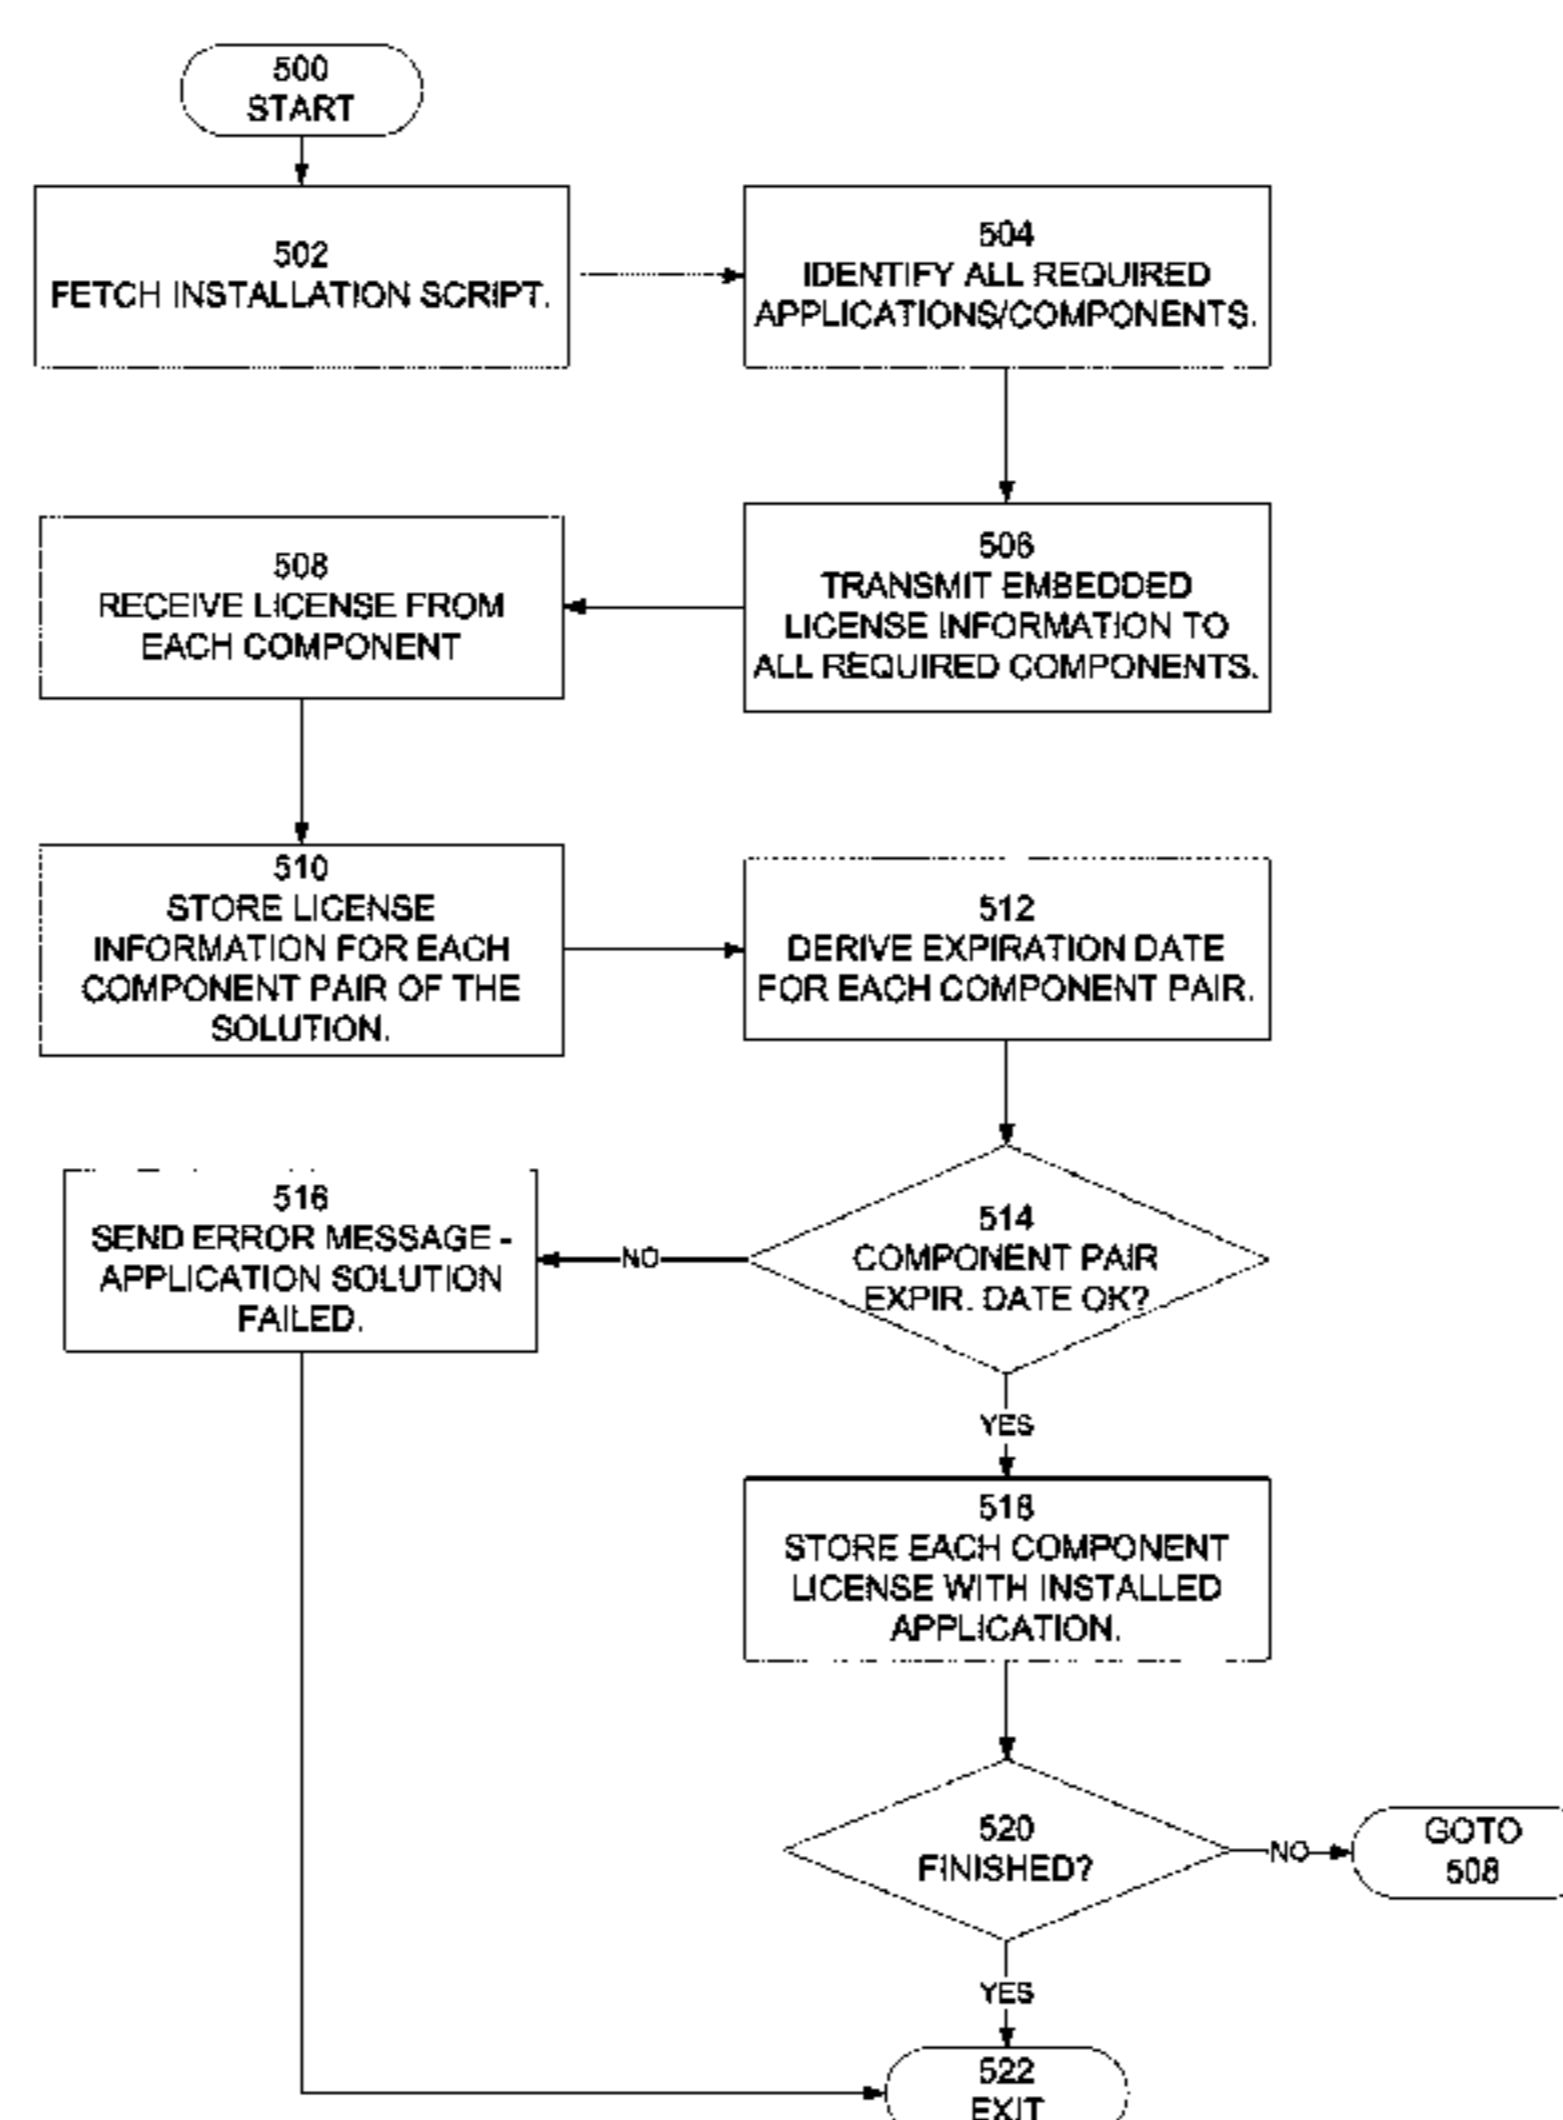 500
START
502
FETCH INSTALLATION SCRIPT.
504
IDENTIFY ALL REQUIRED
APPLICATIONS/COMPONENTS.
506
TRANSMIT EMBEDDED
LICENSE INFORMATION TO
ALL REQUIRED COMPONENTS.
508
RECEIVE LICENSE FROM
EACH COMPONENT
510
STORE LICENSE
INFORMATION FOR EACH
COMPONENT PAIR OF THE
SOLUTION.
512
DERIVE EXPIRATION DATE
FOR EACH COMPONENT PAIR.
514
COMPONENT PAIR
EXPIR. DATE OK?
NO
516
SEND ERROR MESSAGE -
APPLICATION SOLUTION
FAILED.
YES
518
STORE EACH COMPONENT
LICENSE WITH INSTALLED
APPLICATION.
520
FINISHED?
NO
GOTO
508
YES
522
EXIT